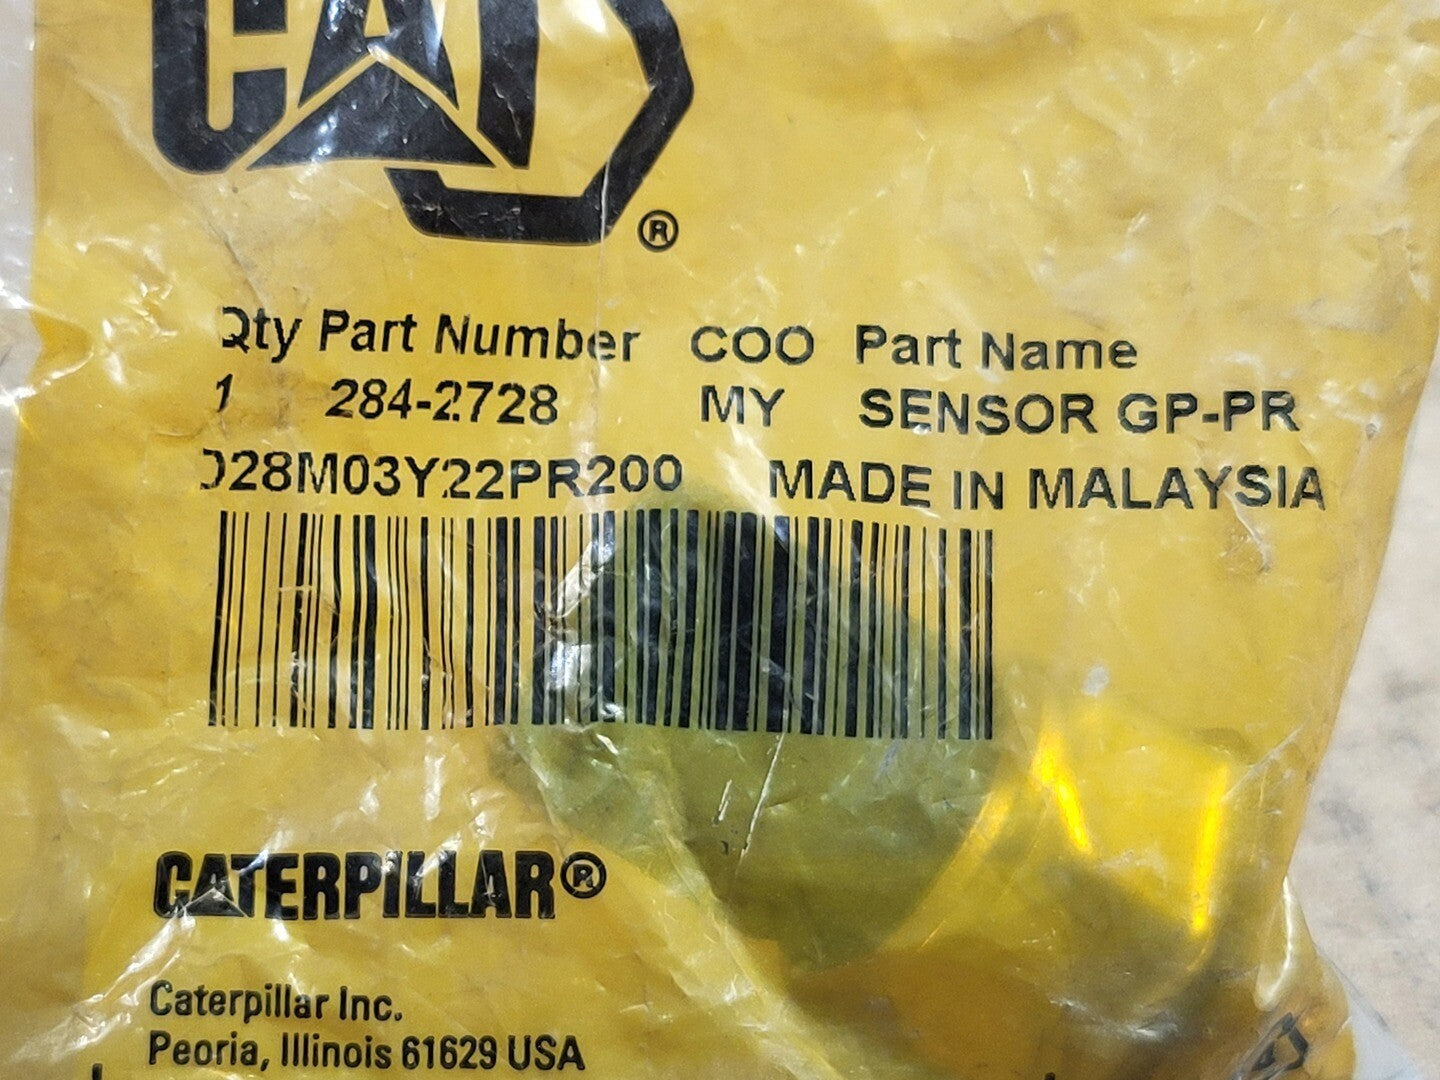 CAT®
Qty Part Number COO Part Name
1 284-2728 MY SENSOR GP-PR
D28M03Y22PR200 MADE IN MALAYSIA
CATERPILLAR®
Caterpillar Inc.
Peoria, Illinois 61629 USA